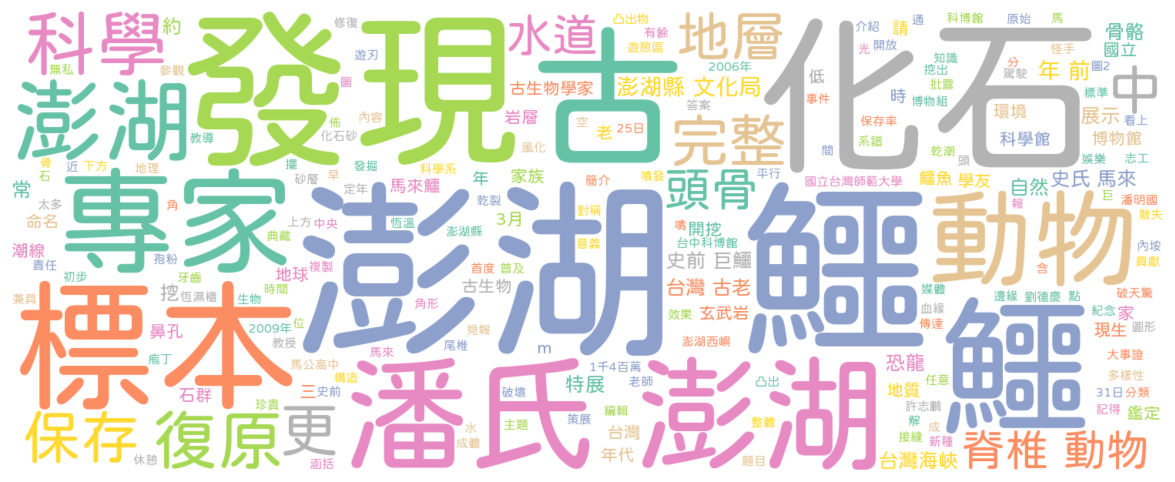 科學 約 發現 修復 水道 凸出物 有餘 地層 介紹 科博館 原始 馬
無私 參觀 遊刃 遊憩區 2006年 光 開放 請 通 知識 怪手 骨骼 國立
澎湖 圖 古 古生物學家 澎湖縣 文化局 低 化石 挖出 分 駕駛 年 前 圖2 中
教導 佈 內容 化石砂 岩層 空 老 25日 答案 事件 時 批露 博物組 環境 標準 看上
骨 石 近 下方 地理 擺 發掘 風化 完整 間 保存率 系譜 乾潮 科學館 展示 博物館
常 專家 砂層 早 科學系 馬來鱷 年 家族 簡介 平行 頭 國立台灣師範大學 鱷魚 學友 娛樂 志工
太多 角 定年 乾裂 噴發 頭骨 自然 史氏 馬來 巨 潘明國
命名 上方 中央 恆溫 3月 對稱 嘴 開挖 報 散失
潮線 典藏 澎湖 澎湖縣 意義 台中科博館 鱷 動物 內坡
責任 孢粉 首度 普及 史前 巨鱷 貢獻
初步 牙齒 地球 複製 古生物 含
挖 恆濕櫃 時間 台灣 古老 媒體 邊緣 劉德慶 點 破天驚
兼具 標本 生物 角形 效果 玄武岩 血緣 鱷 紀念 家
鼻孔 2009年 位 見報 傳達 現生 圓形
教授 尾椎 m 澎湖西嶼
庖丁 馬公高中 馬來 1千4百萬 恐龍 大事證
石群 三 史前 構造 潘氏 破壞 特展 老師 凸出 澎湖 地質 任意 多樣性
珍貴 主題 策展 編輯 整體 許志鵬 31日 分類
保存 復原 更 水 成體 台灣 解 成 記得 鑑定
接縫 新種
休憩 涵括 年代 題目 台灣海峽 脊椎 動物